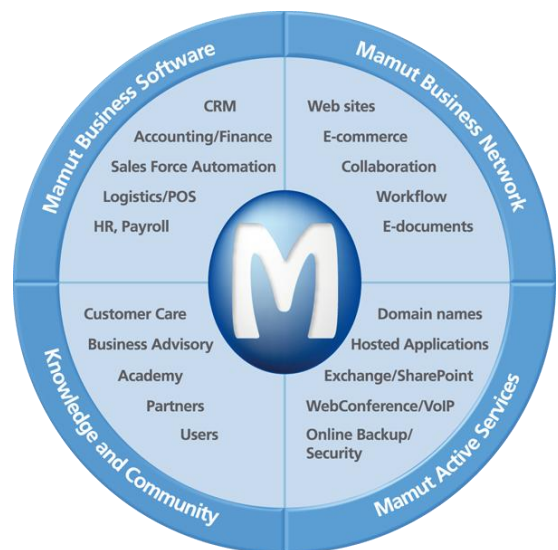 Mamut Business Software
CRM
Accounting/Finance
Sales Force Automation
Logistics/POS
HR, Payroll
Mamut Business Network
Web sites
E-commerce
Collaboration
Workflow
E-documents
M
Knowledge and Community
Customer Care
Business Advisory
Academy
Partners
Users
Mamut Active Services
Domain names
Hosted Applications
Exchange/SharePoint
WebConference/VoIP
Online Backup/
Security